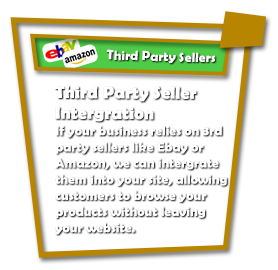 ebay
amazon
Third Party Sellers
Third Party Seller
Intergration
If your business relies on 3rd
party sellers like Ebay or
Amazon, we can intergrate
them into your site, allowing
customers to browse your
products without leaving
your website.